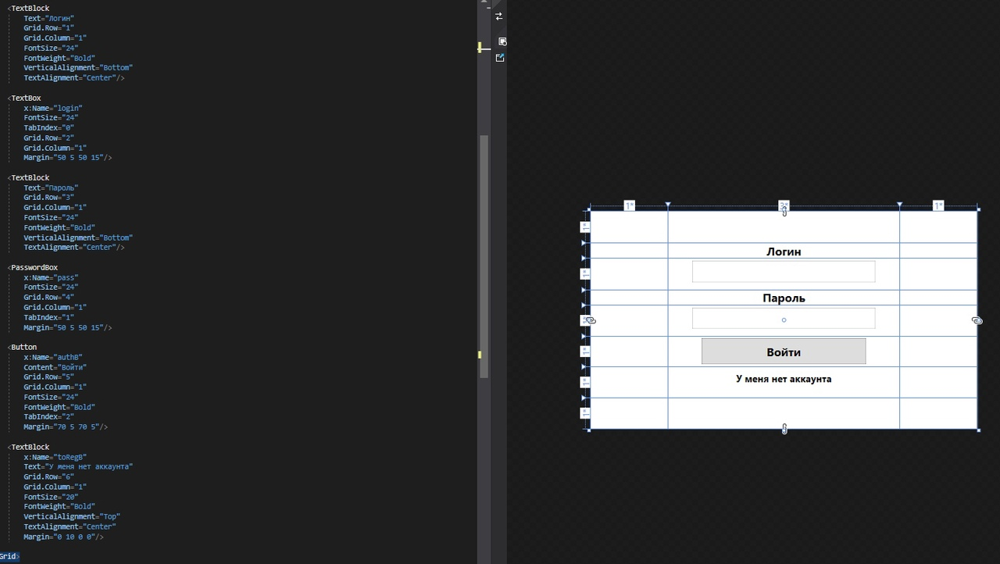 <TextBlock
Text="Логин"
Grid.Row="1"
Grid.Column="1"
FontSize="24"
FontWeight="Bold"
VerticalAlignment="Bottom"
TextAlignment="Center"/>
<TextBox
x:Name="login"
FontSize="24"
TabIndex="0"
Grid.Row="2"
Grid.Column="1"
Margin="50 5 50 15"/>
<TextBlock
Text="Пароль"
Grid.Row="3"
Grid.Column="1"
FontSize="24"
FontWeight="Bold"
VerticalAlignment="Bottom"
TextAlignment="Center"/>
<PasswordBox
x:Name="pass"
FontSize="24"
Grid.Row="4"
Grid.Column="1"
TabIndex="1"
Margin="50 5 50 15"/>
<Button
x:Name="authB"
Content="Войти"
Grid.Row="5"
Grid.Column="1"
FontSize="24"
FontWeight="Bold"
TabIndex="2"
Margin="70 5 70 5"/>
<TextBlock
x:Name="toRegB"
Text="У меня нет аккаунта"
Grid.Row="6"
Grid.Column="1"
FontSize="20"
FontWeight="Bold"
VerticalAlignment="Top"
TextAlignment="Center"
Margin="0 10 0 0"/>
Grid>
1*
3*
1*
1*
Логин
1*
Пароль
Войти
1*
У меня нет аккаунта
1*
1*